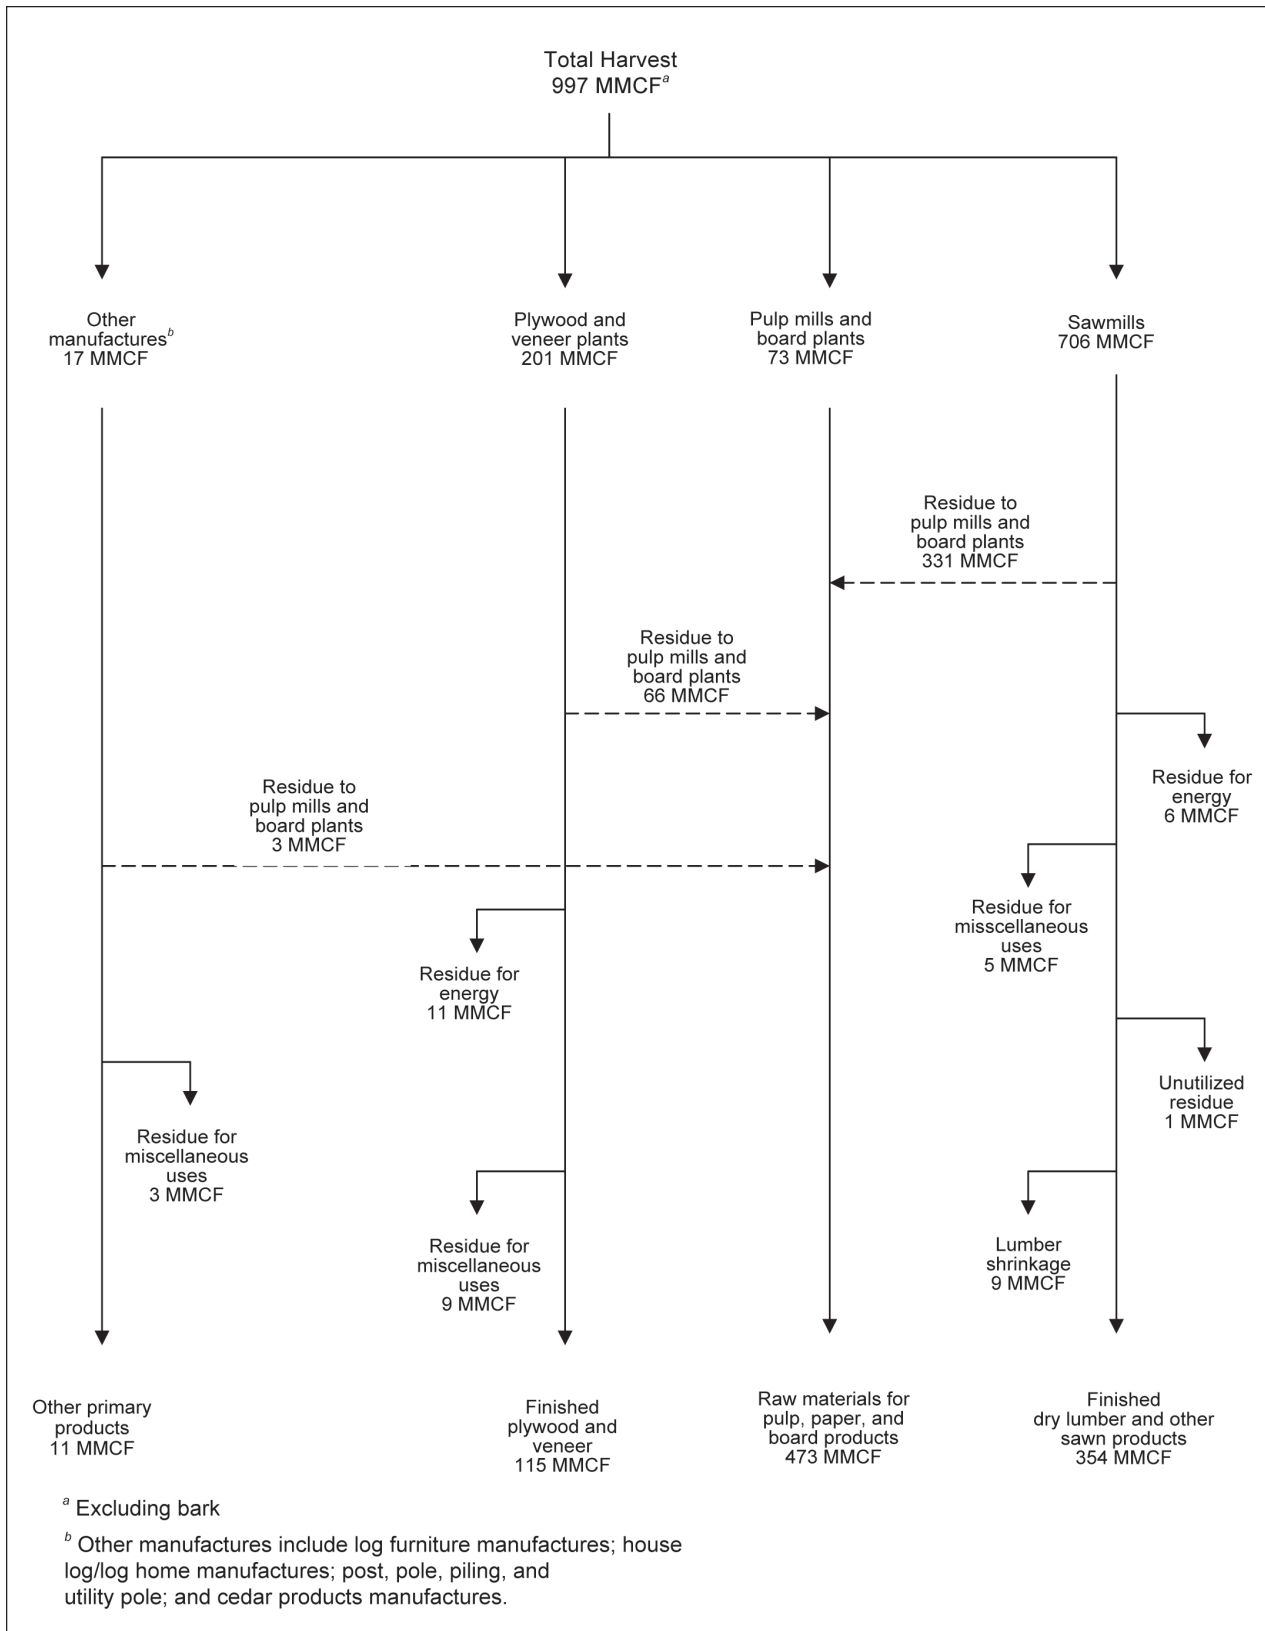 Total Harvest
997 MMCFa
Other
manufacturesb
17 MMCF
Plywood and
veneer plants
201 MMCF
Pulp mills and
board plants
73 MMCF
Sawmills
706 MMCF
Residue to
pulp mills and
board plants
331 MMCF
Residue to
pulp mills and
board plants
66 MMCF
Residue for
energy
6 MMCF
Residue to
pulp mills and
board plants
3 MMCF
Residue for
misscellaneous
uses
5 MMCF
Residue for
energy
11 MMCF
Unutilized
residue
1 MMCF
Residue for
miscellaneous
uses
3 MMCF
Residue for
miscellaneous
uses
9 MMCF
Lumber
shrinkage
9 MMCF
Other primary
products
11 MMCF
Finished
plywood and
veneer
115 MMCF
Raw materials for
pulp, paper, and
board products
473 MMCF
Finished
dry lumber and other
sawn products
354 MMCF
a Excluding bark
b Other manufactures include log furniture manufactures; house
log/log home manufactures; post, pole, piling, and
utility pole; and cedar products manufactures.